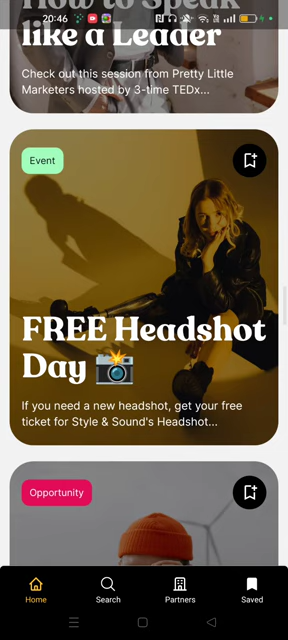 How to Speak
20:46
like a Leader
Check out this session from Pretty Little
Marketers hosted by 3-time TEDx...
Event
FREE Headshot
Day 📸
If you need a new headshot, get your free
ticket for Style & Sound's Headshot...
Opportunity
Home
Search
Partners
Saved